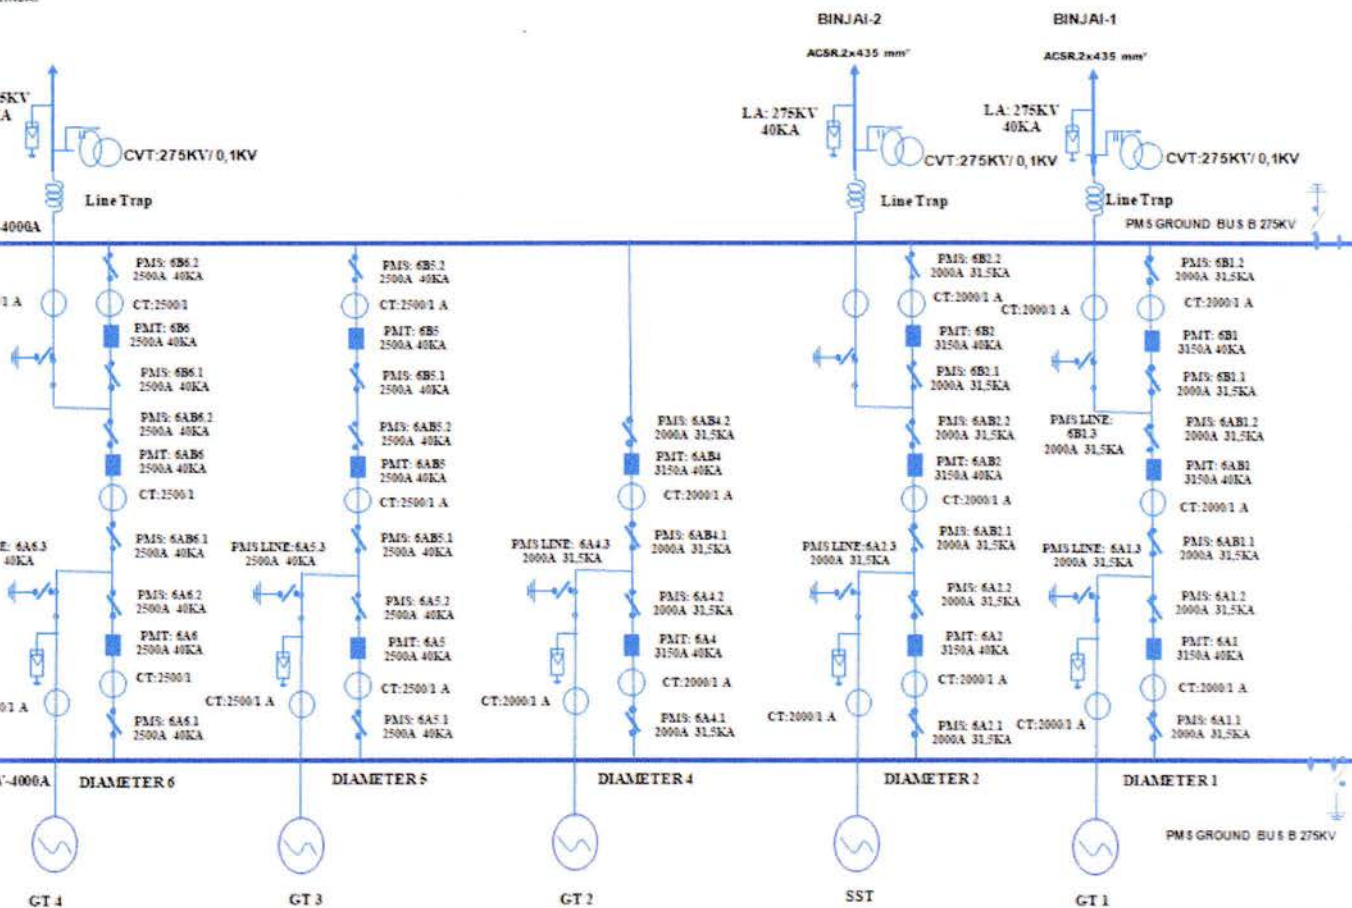 BINJAI-2
BINJAI-1
ACSR.2x435 mm²
ACSR.2x435 mm²
5KV
A
LA: 275KV
40KA
LA: 275KV
40KA
CVT:275KV/ 0,1KV
CVT:275KV/ 0,1KV
CVT:275KV/ 0,1KV
Line Trap
Line Trap
Line Trap
-4000A
PMS GROUND BUS B 275KV
PMS: 6B6.2
2500A 40KA
CT:2500/1
PMT: 6B6
2500A 40KA
PMS: 6B6.1
2500A 40KA
PMS: 6AB6.2
2500A 40KA
PMT: 6AB6
2500A 40KA
CT:2500/1
PMS: 6AB6.1
2500A 40KA
E: 6A6.3
40KA
PMS: 6A6.2
2500A 40KA
PMT: 6A6
2500A 40KA
CT:2500/1
PMS: 6A6.1
2500A 40KA
/1 A
0/1 A
PMS: 6B5.2
2500A 40KA
CT:2500/1 A
PMT: 6B5
2500A 40KA
PMS: 6B5.1
2500A 40KA
PMS: 6AB5.2
2500A 40KA
PMT: 6AB5
2500A 40KA
CT:2500/1 A
PMS: 6AB5.1
2500A 40KA
PMS LINE: 6A5.3
2500A 40KA
PMS: 6A5.2
2500A 40KA
PMT: 6A5
2500A 40KA
CT:2500/1 A
CT:2500/1 A
PMS: 6A5.1
2500A 40KA
PMS: 6AB4.2
2000A 31,5KA
PMT: 6AB4
3150A 40KA
CT:2000/1 A
PMS: 6AB4.1
2000A 31,5KA
PMS LINE: 6A4.3
2000A 31,5KA
PMS: 6A4.2
2000A 31,5KA
PMT: 6A4
3150A 40KA
CT:2000/1 A
CT:2000/1 A
PMS: 6A4.1
2000A 31,5KA
PMS: 6B2.2
2000A 31,5KA
CT:2000/1 A
PMT: 6B2
3150A 40KA
PMS: 6B2.1
2000A 31,5KA
PMS: 6AB2.2
2000A 31,5KA
PMT: 6AB2
3150A 40KA
CT:2000/1 A
PMS: 6AB2.1
2000A 31,5KA
PMS LINE: 6A2.3
2000A 31,5KA
PMS: 6A2.2
2000A 31,5KA
PMT: 6A2
3150A 40KA
CT:2000/1 A
CT:2000/1 A
PMS: 6A2.1
2000A 31,5KA
PMS: 6B1.2
2000A 31,5KA
CT:2000/1 A
CT:2000/1 A
PMT: 6B1
3150A 40KA
PMS: 6B1.1
2000A 31,5KA
PMS LINE:
6B1.3
2000A 31,5KA
PMS: 6AB1.2
2000A 31,5KA
PMT: 6AB1
3150A 40KA
CT:2000/1 A
PMS: 6AB1.1
2000A 31,5KA
PMS LINE: 6A1.3
2000A 31,5KA
PMS: 6A1.2
2000A 31,5KA
PMT: 6A1
3150A 40KA
CT:2000/1 A
CT:2000/1 A
PMS: 6A1.1
2000A 31,5KA
V-4000A
DIAMETER 6
DIAMETER 5
DIAMETER 4
DIAMETER 2
DIAMETER 1
PMS GROUND BUS B 275KV
GT 4
GT 3
GT 2
SST
GT 1